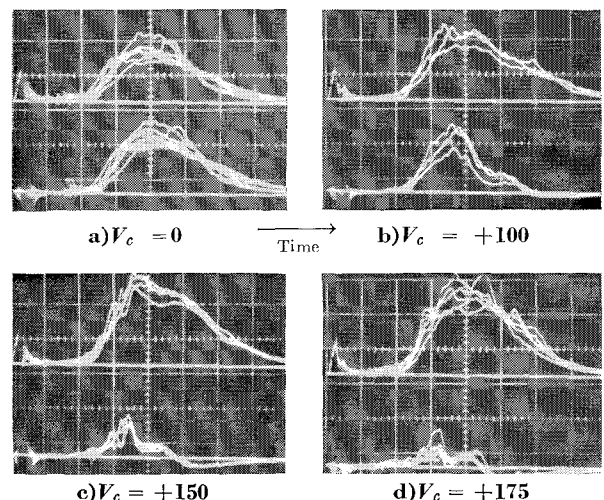 a) V_c = 0
Time
b) V_c = +100
c) V_c = +150
d) V_c = +175